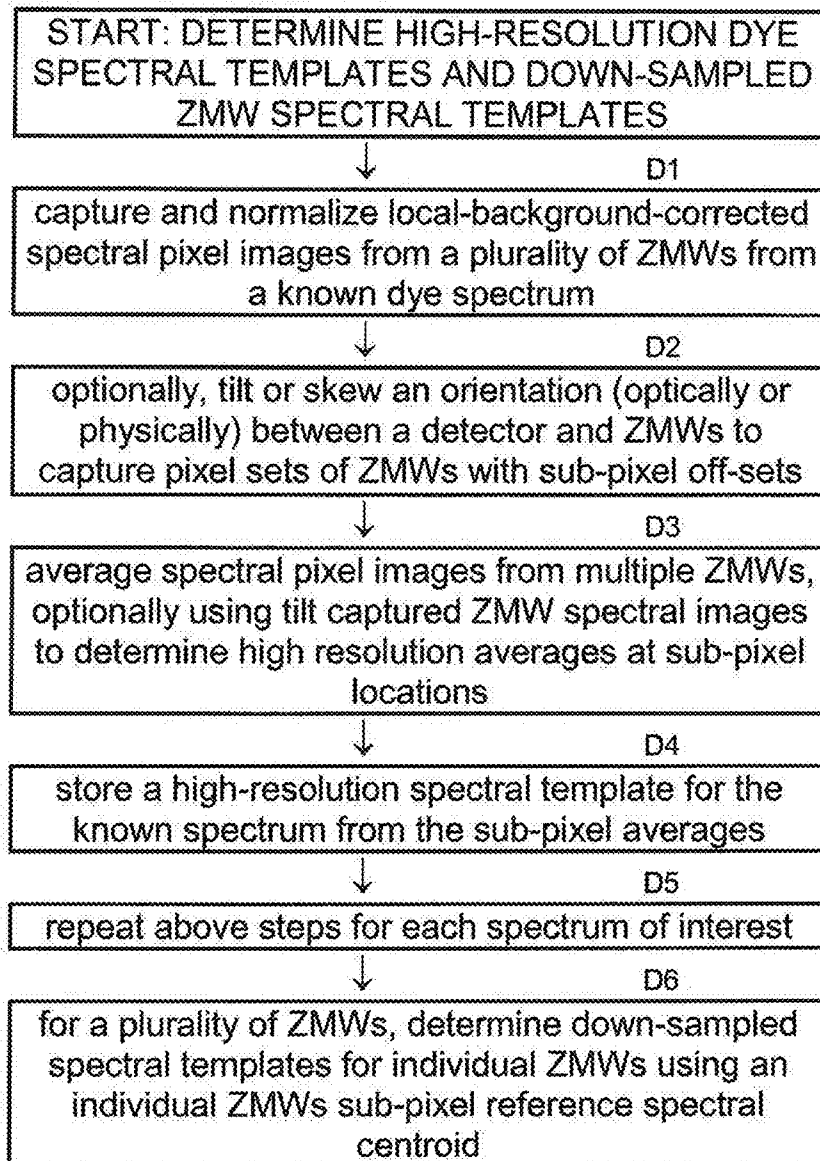 START: DETERMINE HIGH-RESOLUTION DYE
SPECTRAL TEMPLATES AND DOWN-SAMPLED
ZMW SPECTRAL TEMPLATES
↓ D1
capture and normalize local-background-corrected
spectral pixel images from a plurality of ZMWs from
a known dye spectrum
↓ D2
optionally, tilt or skew an orientation (optically or
physically) between a detector and ZMWs to
capture pixel sets of ZMWs with sub-pixel off-sets
↓ D3
average spectral pixel images from multiple ZMWs,
optionally using tilt captured ZMW spectral images
to determine high resolution averages at sub-pixel
locations
↓ D4
store a high-resolution spectral template for the
known spectrum from the sub-pixel averages
↓ D5
repeat above steps for each spectrum of interest
↓ D6
for a plurality of ZMWs, determine down-sampled
spectral templates for individual ZMWs using an
individual ZMWs sub-pixel reference spectral
centroid